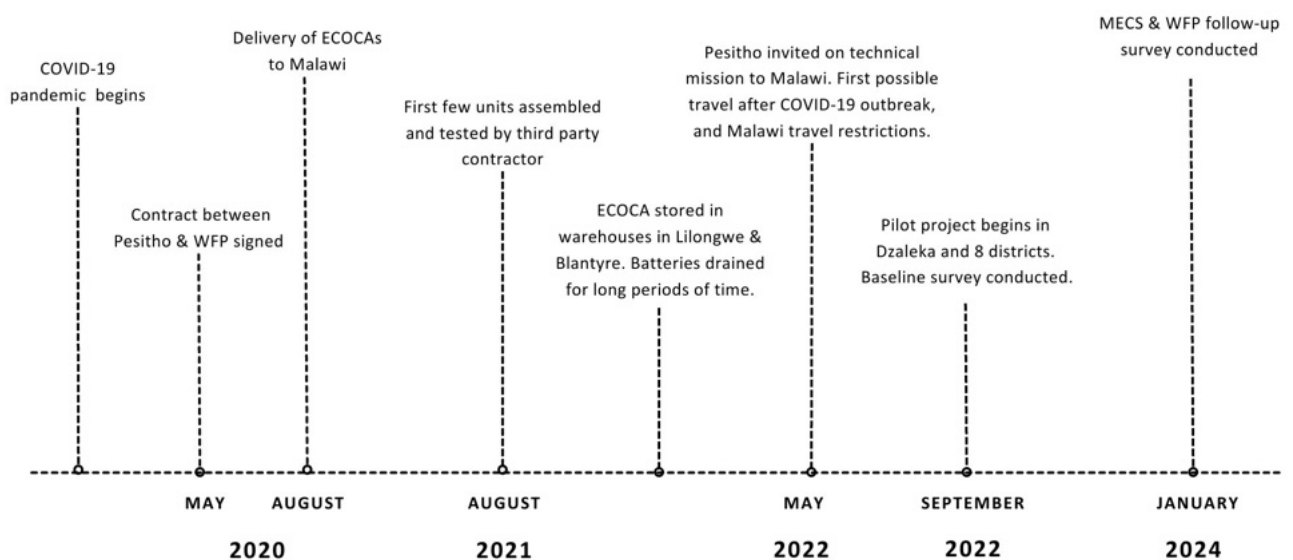 COVID-19
pandemic begins
Contract between
Pesitho & WFP signed
Delivery of ECOCAs
to Malawi
First few units assembled
and tested by third party
contractor
ECOCA stored in
warehouses in Lilongwe &
Blantyre. Batteries drained
for long periods of time.
Pesitho invited on technical
mission to Malawi. First possible
travel after COVID-19 outbreak,
and Malawi travel restrictions.
Pilot project begins in
Dzaleka and 8 districts.
Baseline survey conducted.
MECS & WFP follow-up
survey conducted
MAY AUGUST AUGUST MAY SEPTEMBER JANUARY
2020 2021 2022 2022 2024